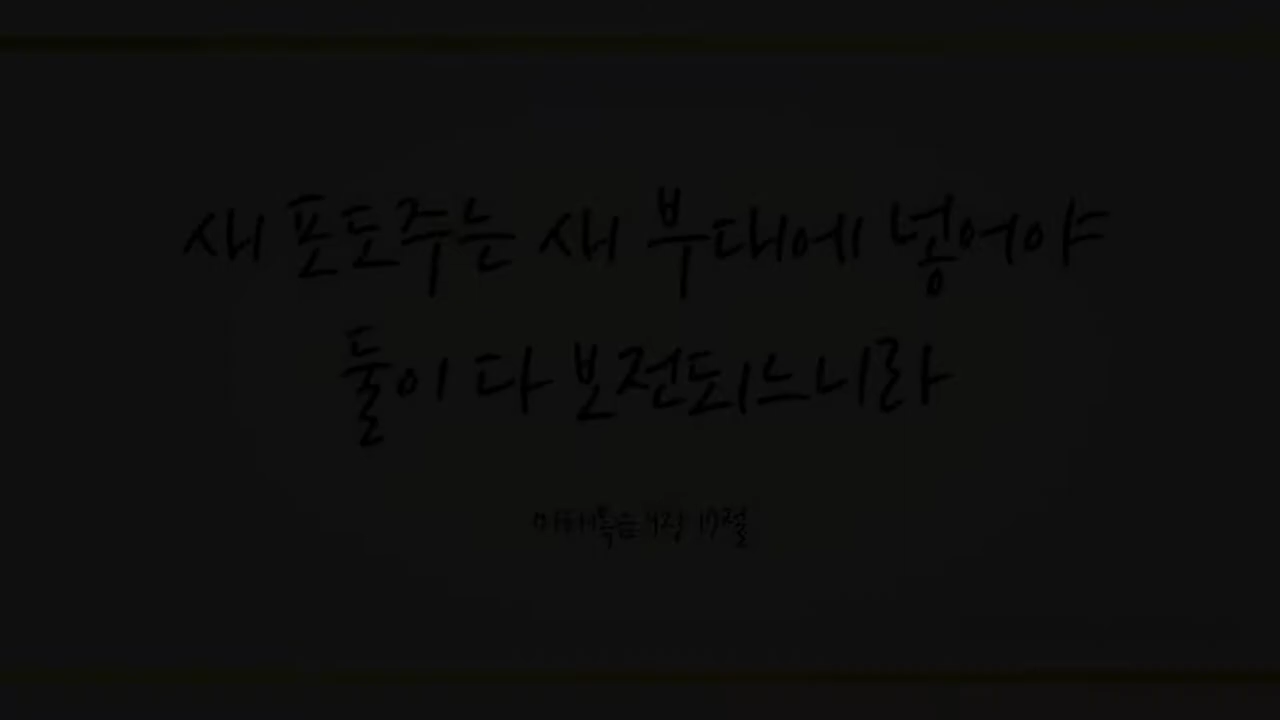 새 포도주는 새 부대에 넣어야
둘이 다 보전되느니라
마태복음 9장 17절